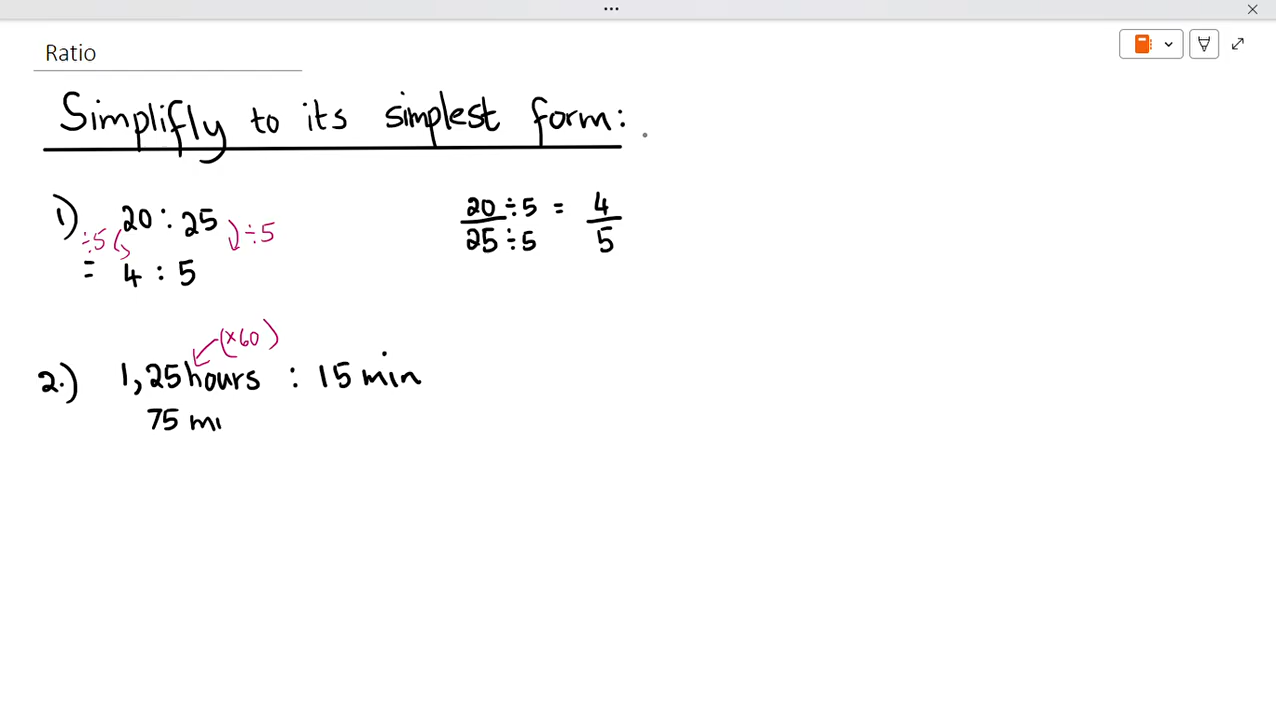 Ratio
Simplifly to its simplest form:
1) 20 : 25
÷5 ÷5
= 4 : 5
20 ÷ 5 = 4
25 ÷ 5 5
(×60)
2.) 1,25 hours : 15 min
75 mi